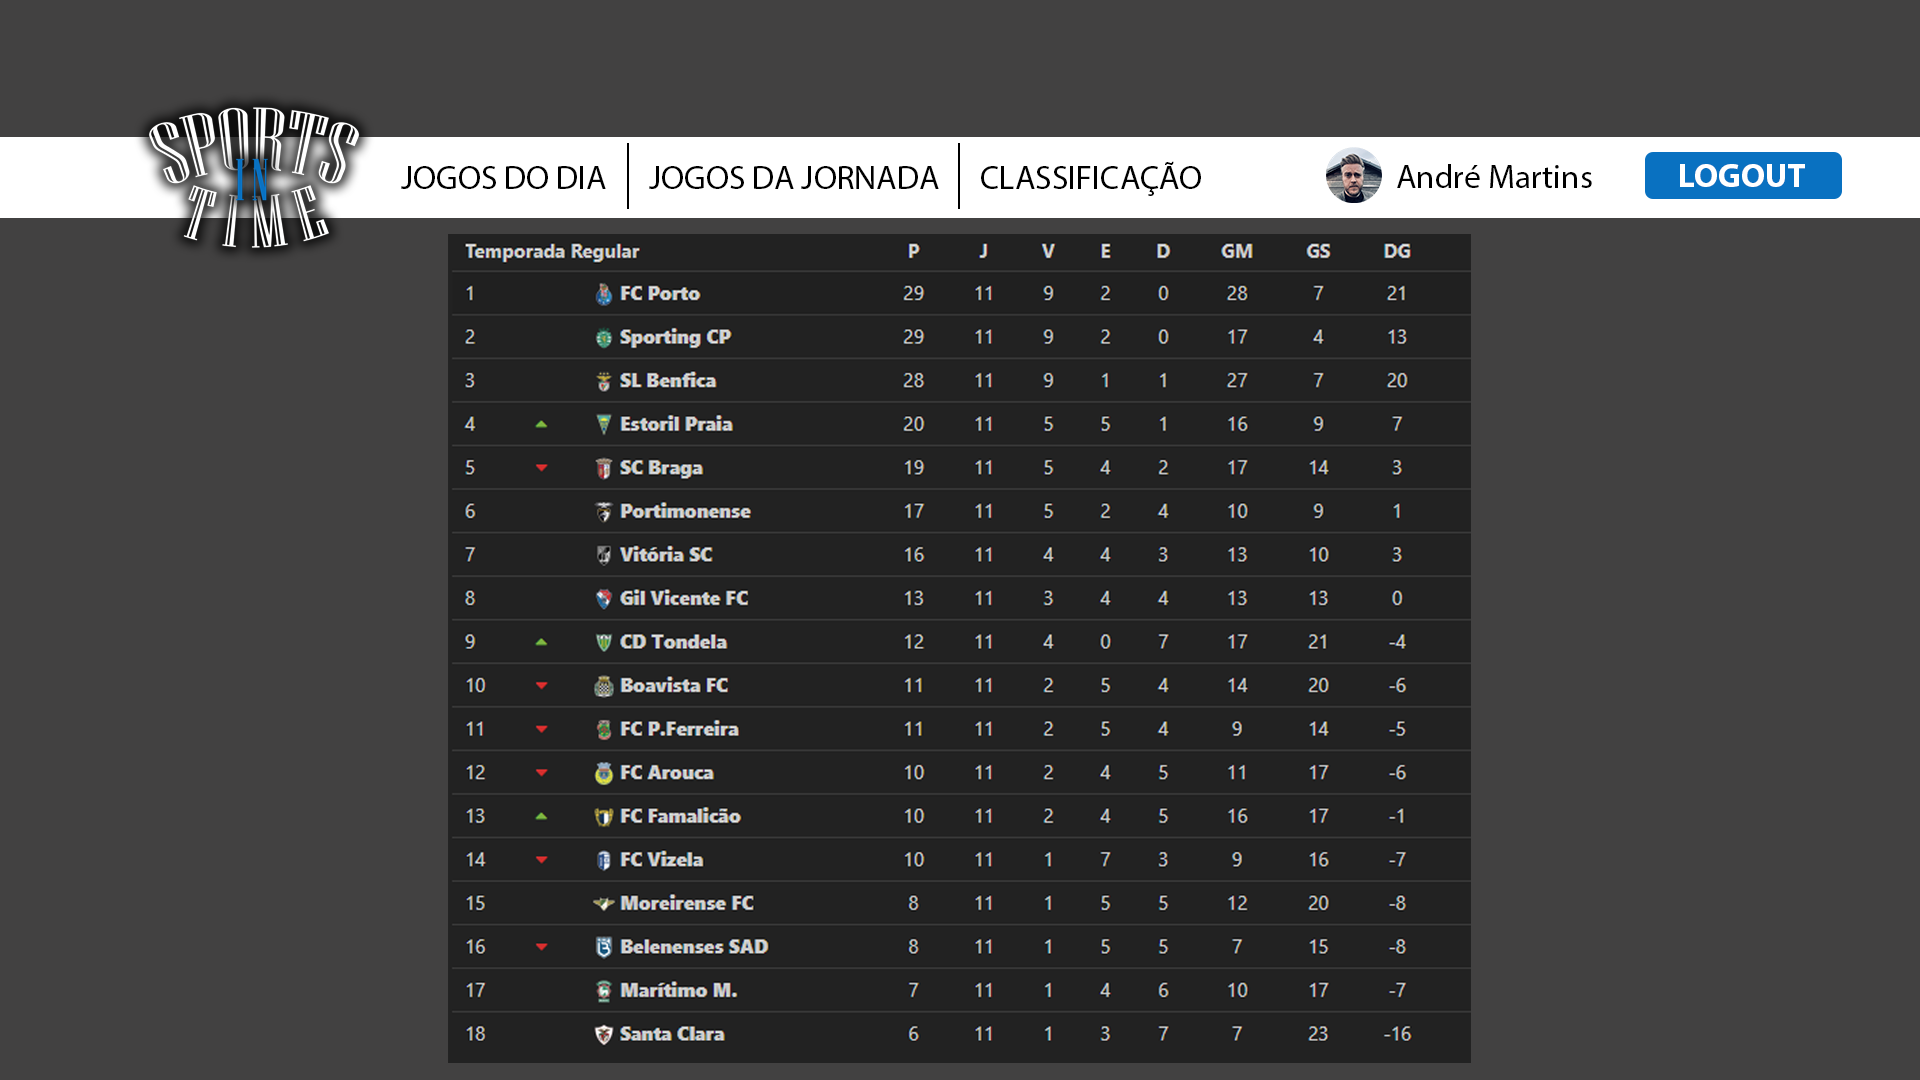 SPORTS
IN
TIME
JOGOS DO DIA JOGOS DA JORNADA CLASSIFICAÇÃO André Martins LOGOUT
Temporada Regular P J V E D GM GS DG
1 FC Porto 29 11 9 2 0 28 7 21
2 Sporting CP 29 11 9 2 0 17 4 13
3 SL Benfica 28 11 9 1 1 27 7 20
4 Estoril Praia 20 11 5 5 1 16 9 7
5 SC Braga 19 11 5 4 2 17 14 3
6 Portimonense 17 11 5 2 4 10 9 1
7 Vitória SC 16 11 4 4 3 13 10 3
8 Gil Vicente FC 13 11 3 4 4 13 13 0
9 CD Tondela 12 11 4 0 7 17 21 -4
10 Boavista FC 11 11 2 5 4 14 20 -6
11 FC P.Ferreira 11 11 2 5 4 9 14 -5
12 FC Arouca 10 11 2 4 5 11 17 -6
13 FC Famalicão 10 11 2 4 5 16 17 -1
14 FC Vizela 10 11 1 7 3 9 16 -7
15 Moreirense FC 8 11 1 5 5 12 20 -8
16 Belenenses SAD 8 11 1 5 5 7 15 -8
17 Marítimo M. 7 11 1 4 6 10 17 -7
18 Santa Clara 6 11 1 3 7 7 23 -16